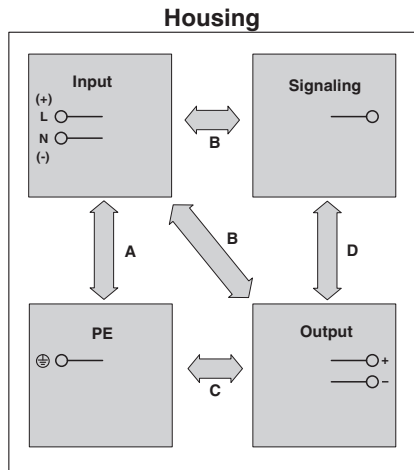 Housing
Input
(+)
L
N
(-)
Signaling
B
A
B
D
PE
Output
+
−
C